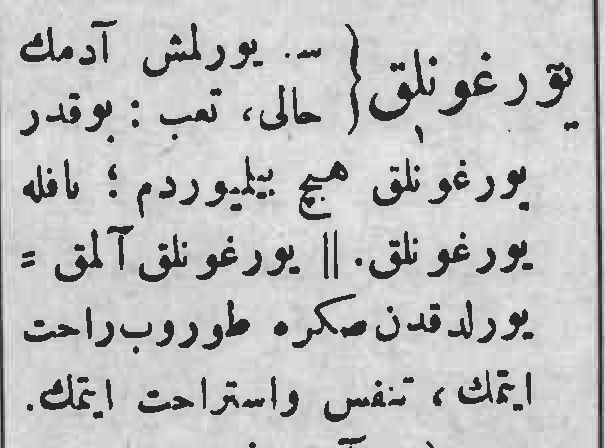 یورغونلق { س. یورلمش آدمك
حالی، تعب : بوقدر
یورغونلق هیچ بیلمیوردم ؛ نافله
یورغونلق. || یورغونلق آلمق =
یورلدقدن صکره طوروب راحت
ایتمك ، تنفس واستراحت ایتمك.